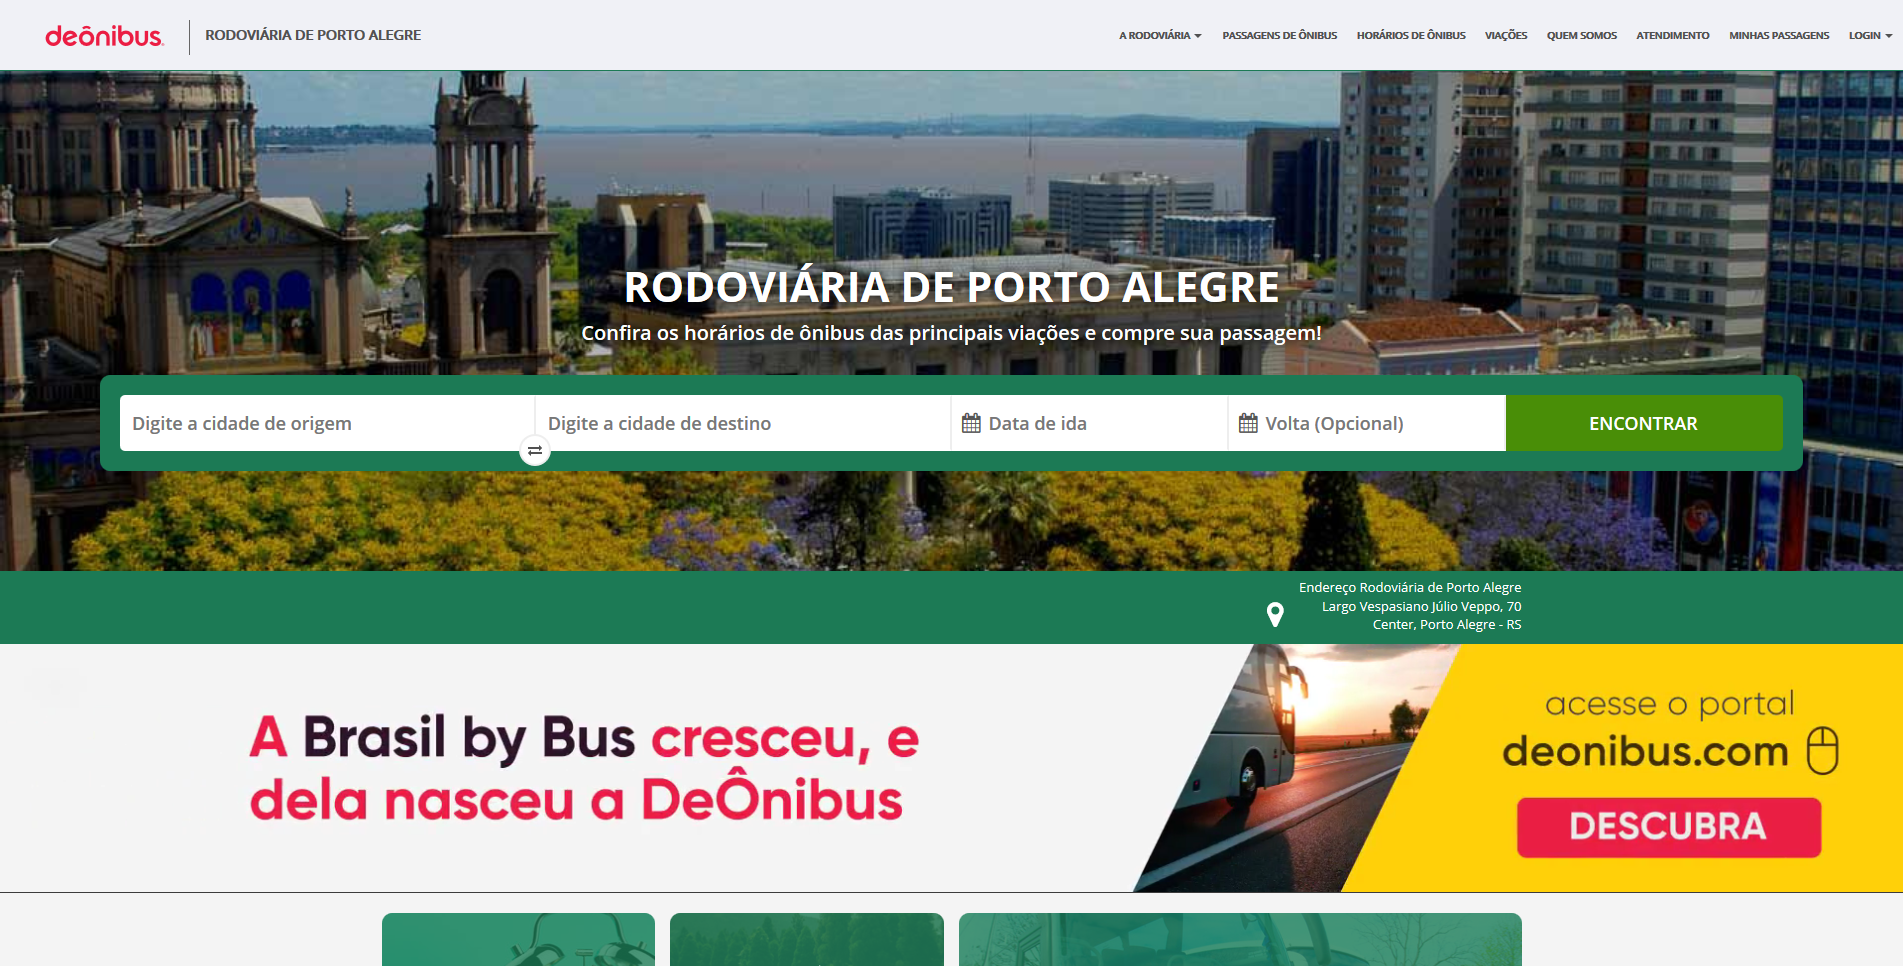 deônibus.
RODOVIÁRIA DE PORTO ALEGRE
A RODOVIÁRIA
PASSAGENS DE ÔNIBUS
HORÁRIOS DE ÔNIBUS
VIAÇÕES
QUEM SOMOS
ATENDIMENTO
MINHAS PASSAGENS
LOGIN
RODOVIÁRIA DE PORTO ALEGRE
Confira os horários de ônibus das principais viações e compre sua passagem!
Digite a cidade de origem
Digite a cidade de destino
Data de ida
Volta (Opcional)
ENCONTRAR
Endereço Rodoviária de Porto Alegre
Largo Vespasiano Júlio Veppo, 70
Center, Porto Alegre - RS
A Brasil by Bus cresceu, e
dela nasceu a DeÔnibus
acesse o portal
deonibus.com
DESCUBRA